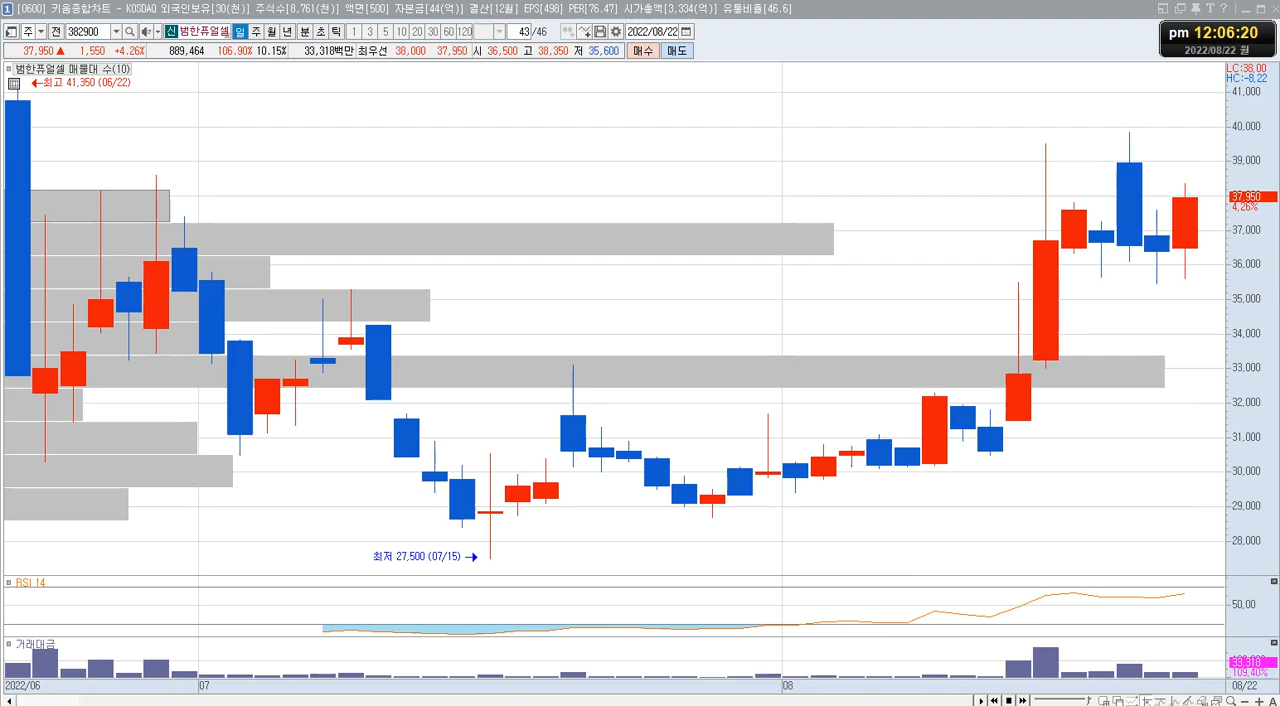 [0600] 키움종합차트 - KOSDAQ 외국인보유[30(천)] 주식수[8,761(천)] 액면[500] 자본금[44(억)] 결산[12월] EPS[498] PER[76.47] 시가총액[3,334(억)] 유통비율[46.6]
주 전 382900 신 범한퓨얼셀 일 주 월 년 분 초 틱 1 3 5 10 20 30 60 120 43/46 2022/08/22
37,950 ▲ 1,550 +4.26% 889,464 106.90% 10.15% 33,318백만 최우선 38,000 37,950 시 36,500 고 38,350 저 35,600 매수 매도
pm 12:06:20
2022/08/22 월
범한퓨얼셀 매물대 수(10)
최고 41,350 (06/22)
LC:38,00
HC:-8,22
41,000
40,000
39,000
37,950
4.26%
37,000
36,000
35,000
34,000
33,000
32,000
31,000
30,000
29,000
28,000
최저 27,500 (07/15)
RSI 14
50,00
거래대금
33,318
109.40%
2022/06 07 08 08/22